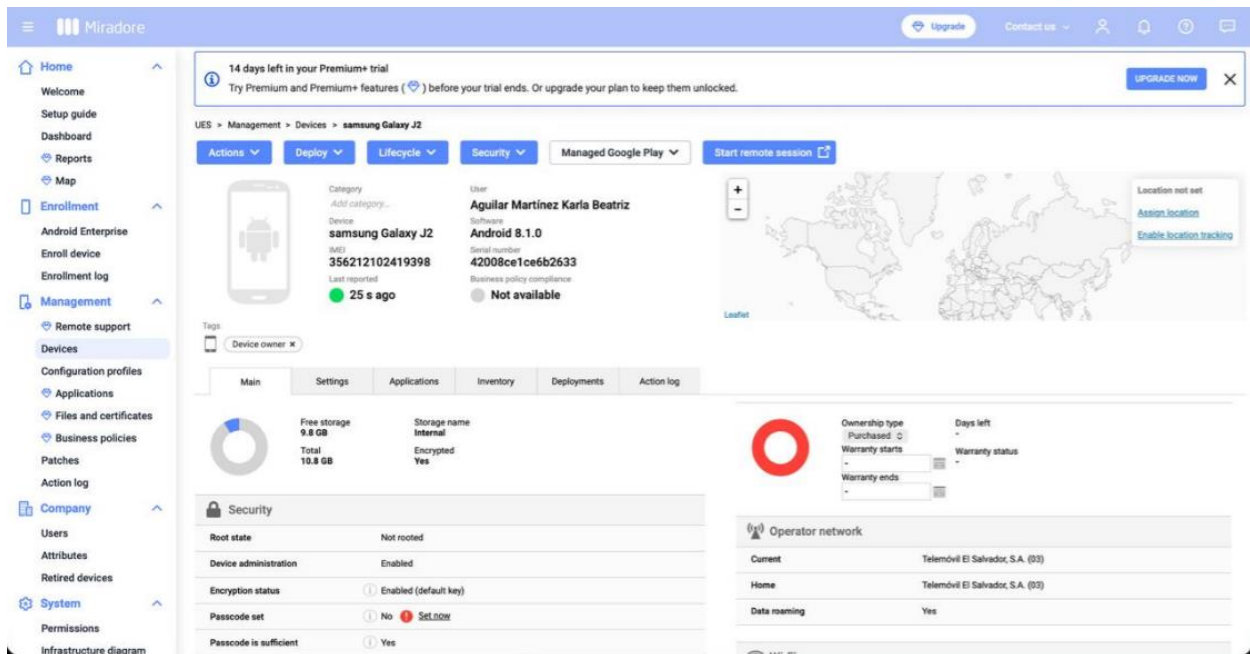 Miradore
Upgrade
Contact us
Home
Welcome
Setup guide
Dashboard
Reports
Map
Enrollment
Android Enterprise
Enroll device
Enrollment log
Management
Remote support
Devices
Configuration profiles
Applications
Files and certificates
Business policies
Patches
Action log
Company
Users
Attributes
Retired devices
System
Permissions
Infrastructure diagram
14 days left in your Premium+ trial
Try Premium and Premium+ features ( ) before your trial ends. Or upgrade your plan to keep them unlocked.
UPGRADE NOW
UES > Management > Devices > samsung Galaxy J2
Actions
Deploy
Lifecycle
Security
Managed Google Play
Start remote session
Category
Add category...
Device
samsung Galaxy J2
IMEI
356212102419398
Last reported
25 s ago
User
Aguilar Martínez Karla Beatriz
Software
Android 8.1.0
Serial number
42008ce1ce6b2633
Business policy compliance
Not available
+
-
Location not set
Assign location
Enable location tracking
Leaflet
Tags
Device owner ×
Main
Settings
Applications
Inventory
Deployments
Action log
Free storage
9.8 GB
Total
10.8 GB
Storage name
Internal
Encrypted
Yes
Security
Root state Not rooted
Device administration Enabled
Encryption status Enabled (default key)
Passcode set No Set now
Passcode is sufficient Yes
Ownership type
Purchased
Warranty starts
-
Warranty ends
-
Days left
-
Warranty status
-
Operator network
Current Telemóvil El Salvador, S.A. (03)
Home Telemóvil El Salvador, S.A. (03)
Data roaming Yes